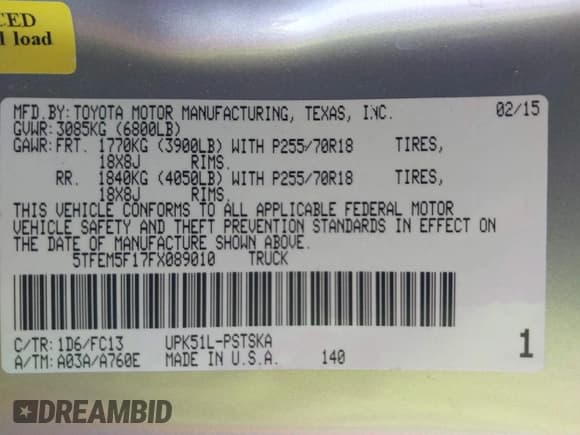 CED
l load
MFD.BY: TOYOTA MOTOR MANUFACTURING, TEXAS, INC. 02/15
GVWR: 3085KG (6800LB)
GAWR: FRT. 1770KG (3900LB) WITH P255/70R18 TIRES,
18X8J RIMS.
RR. 1840KG (4050LB) WITH P255/70R18 TIRES,
18X8J RIMS.
THIS VEHICLE CONFORMS TO ALL APPLICABLE FEDERAL MOTOR
VEHICLE SAFETY AND THEFT PREVENTION STANDARDS IN EFFECT ON
THE DATE OF MANUFACTURE SHOWN ABOVE.
5TFEM5F17FX089010 TRUCK
C/TR: 1D6/FC13 UPK51L-PSTSKA
A/TM: A03A/A760E MADE IN U.S.A. 140 1
DREAMBID